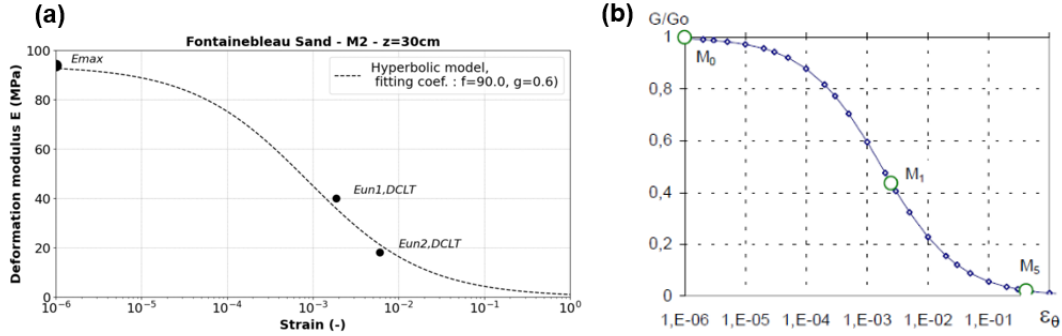 (a)
Fontainebleau Sand - M2 - z=30cm
Deformation modulus E (MPa)
100
80
60
40
20
0
Emax
Hyperbolic model,
fitting coef. : f=90.0, g=0.6)
Eun1,DCLT
Eun2,DCLT
10⁻⁶ 10⁻⁵ 10⁻⁴ 10⁻³ 10⁻² 10⁻¹ 10⁰
Strain (-)
(b)
G/Go
1
0,8
0,6
0,4
0,2
0
M₀
M₁
M₅
1,E-06 1,E-05 1,E-04 1,E-03 1,E-02 1,E-01 εθ